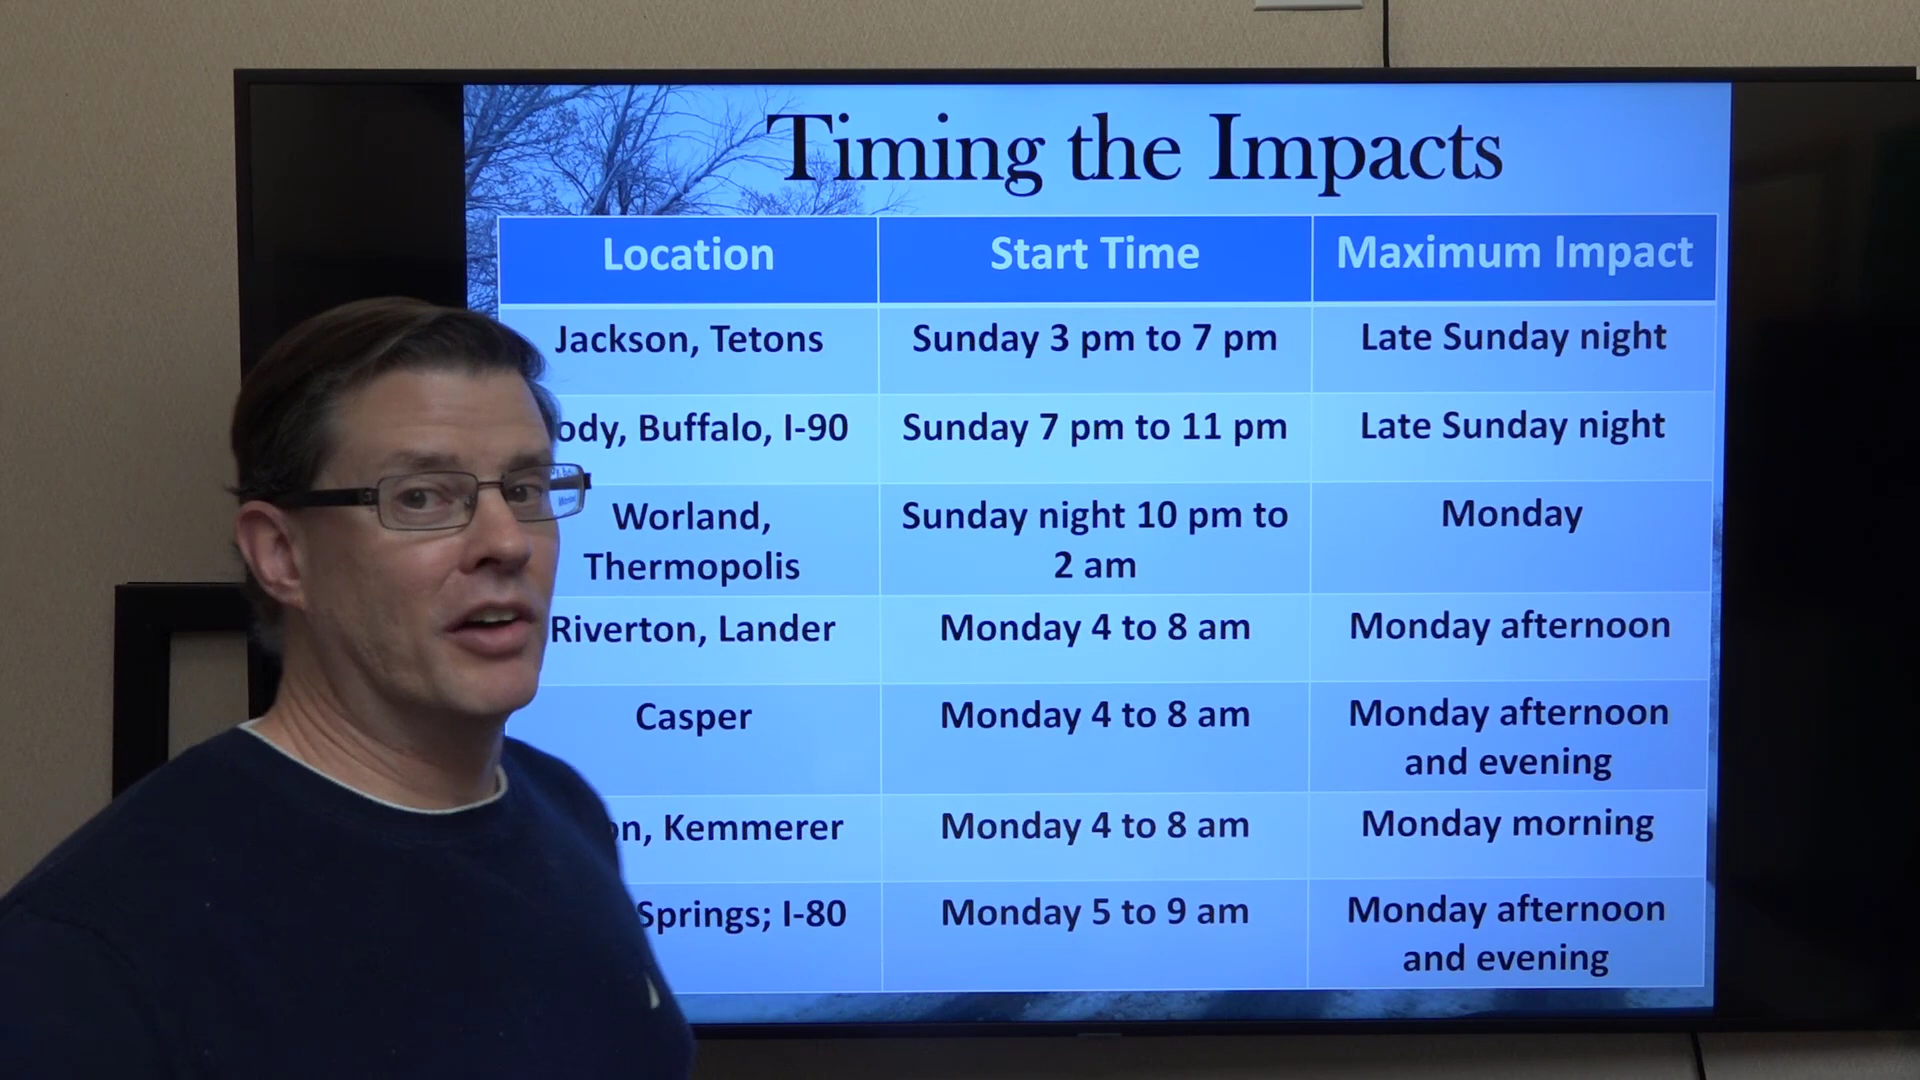 Timing the Impacts
Location Start Time Maximum Impact
Jackson, Tetons Sunday 3 pm to 7 pm Late Sunday night
Buffalo, I-90 Sunday 7 pm to 11 pm Late Sunday night
Worland, Sunday night 10 pm to Monday
Thermopolis 2 am
Riverton, Lander Monday 4 to 8 am Monday afternoon
Casper Monday 4 to 8 am Monday afternoon
and evening
Kemmerer Monday 4 to 8 am Monday morning
Springs; I-80 Monday 5 to 9 am Monday afternoon
and evening